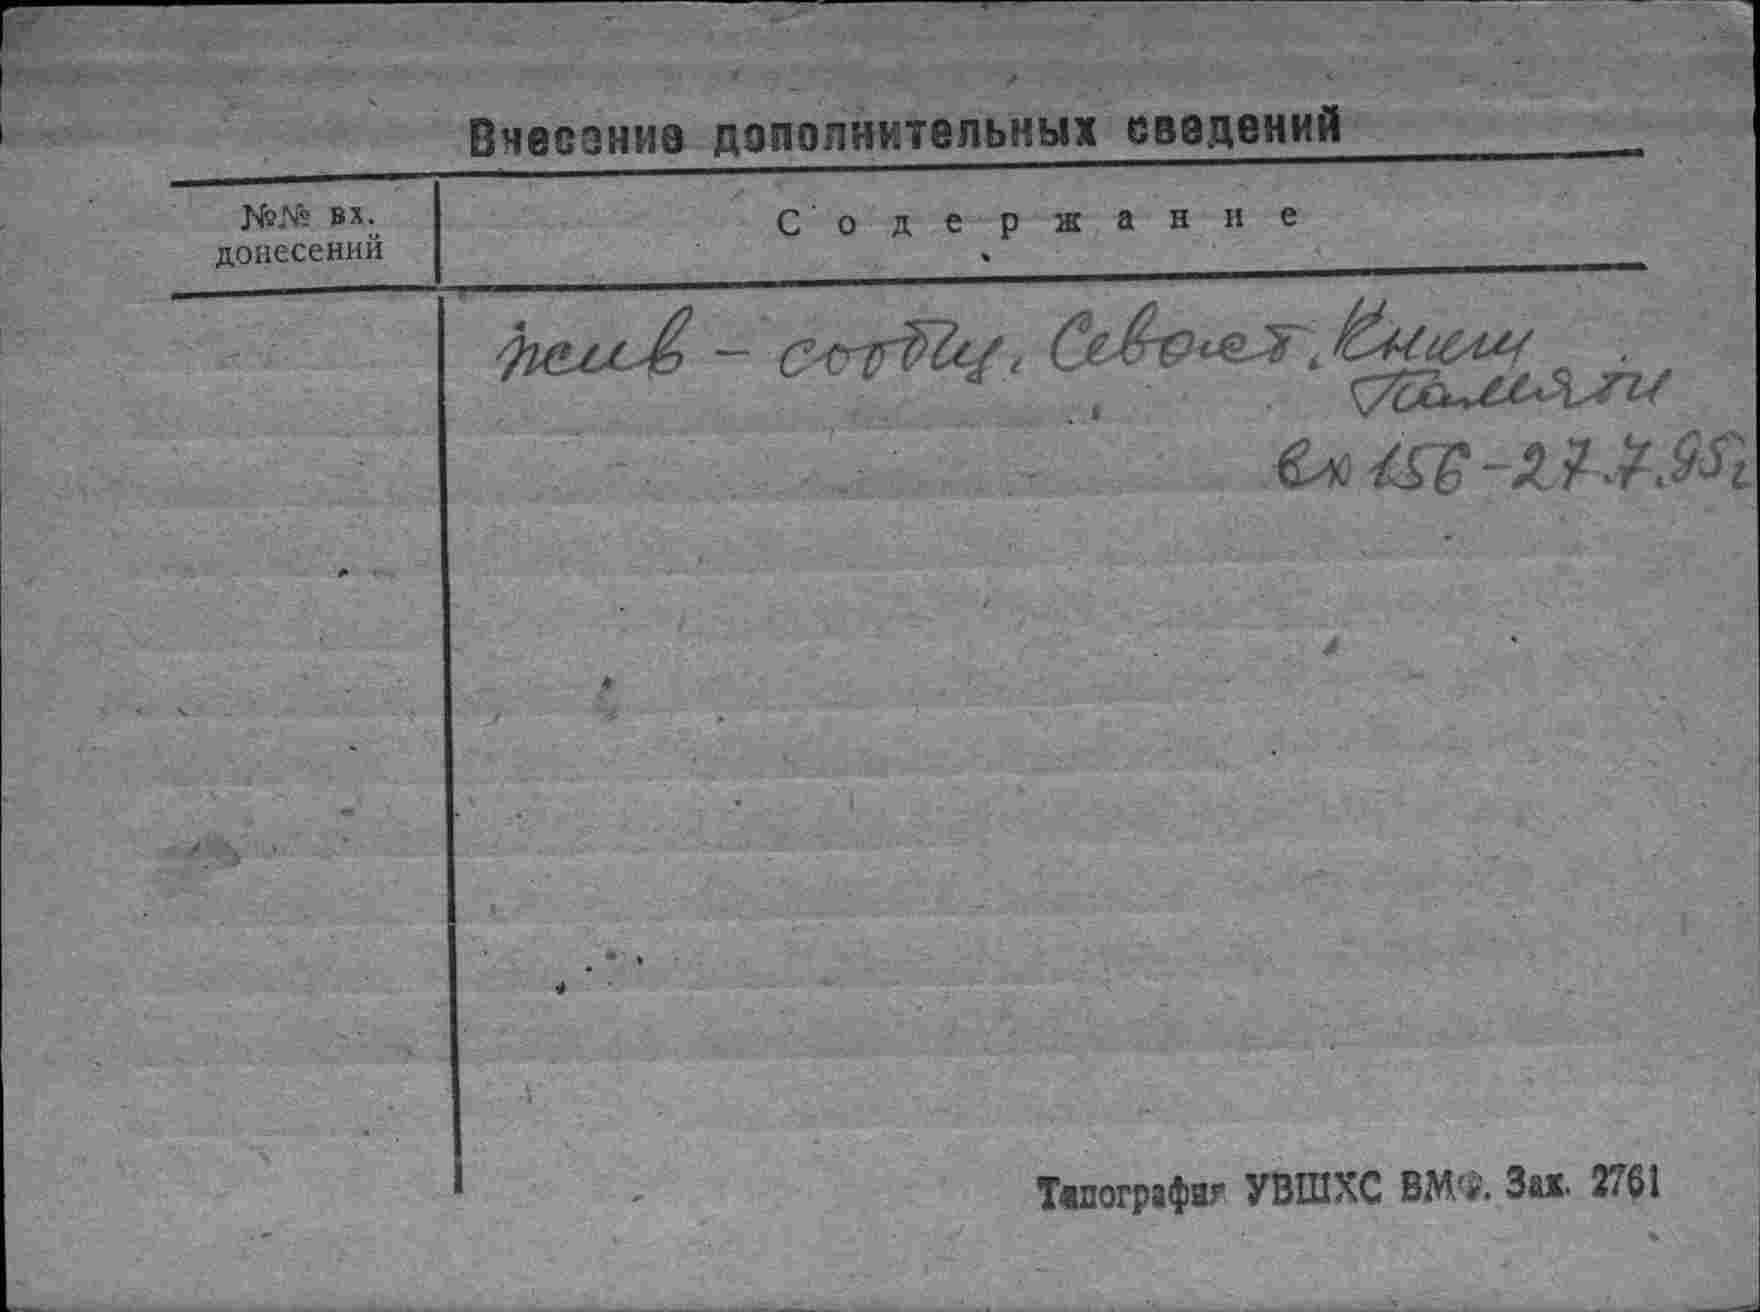 Внесение дополнительных сведений
№№ вх.
донесений
Содержание
жив - сообщ. Севолет. Книги
Памяти
вх 156-27.7.95г
Типография УВШХС ВМФ. Зак. 2761